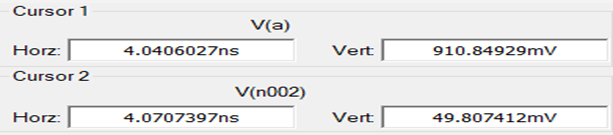 Cursor 1
V(a)
Horz: 4.0406027ns Vert: 910.84929mV
Cursor 2
V(n002)
Horz: 4.0707397ns Vert: 49.807412mV